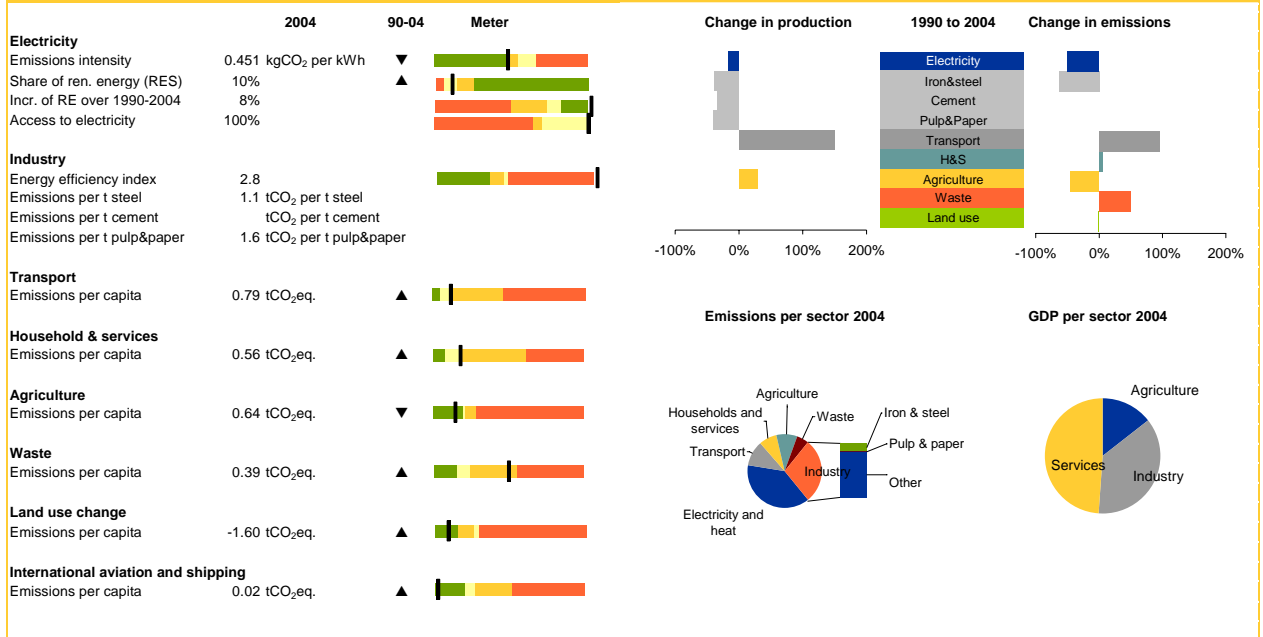 2004 90-04 Meter
Electricity
Emissions intensity 0.451 kgCO₂ per kWh ▼
Share of ren. energy (RES) 10% ▲
Incr. of RE over 1990-2004 8%
Access to electricity 100%
Industry
Energy efficiency index 2.8
Emissions per t steel 1.1 tCO₂ per t steel
Emissions per t cement tCO₂ per t cement
Emissions per t pulp&paper 1.6 tCO₂ per t pulp&paper
Transport
Emissions per capita 0.79 tCO₂eq. ▲
Household & services
Emissions per capita 0.56 tCO₂eq. ▲
Agriculture
Emissions per capita 0.64 tCO₂eq. ▼
Waste
Emissions per capita 0.39 tCO₂eq. ▲
Land use change
Emissions per capita -1.60 tCO₂eq. ▲
International aviation and shipping
Emissions per capita 0.02 tCO₂eq. ▲
Change in production 1990 to 2004 Change in emissions
Electricity
Iron&steel
Cement
Pulp&Paper
Transport
H&S
Agriculture
Waste
Land use
-100% 0% 100% 200%
-100% 0% 100% 200%
Emissions per sector 2004
Agriculture
Households and
services
Waste
Transport
Industry
Electricity and
heat
Iron & steel
Pulp & paper
Other
GDP per sector 2004
Agriculture
Services
Industry